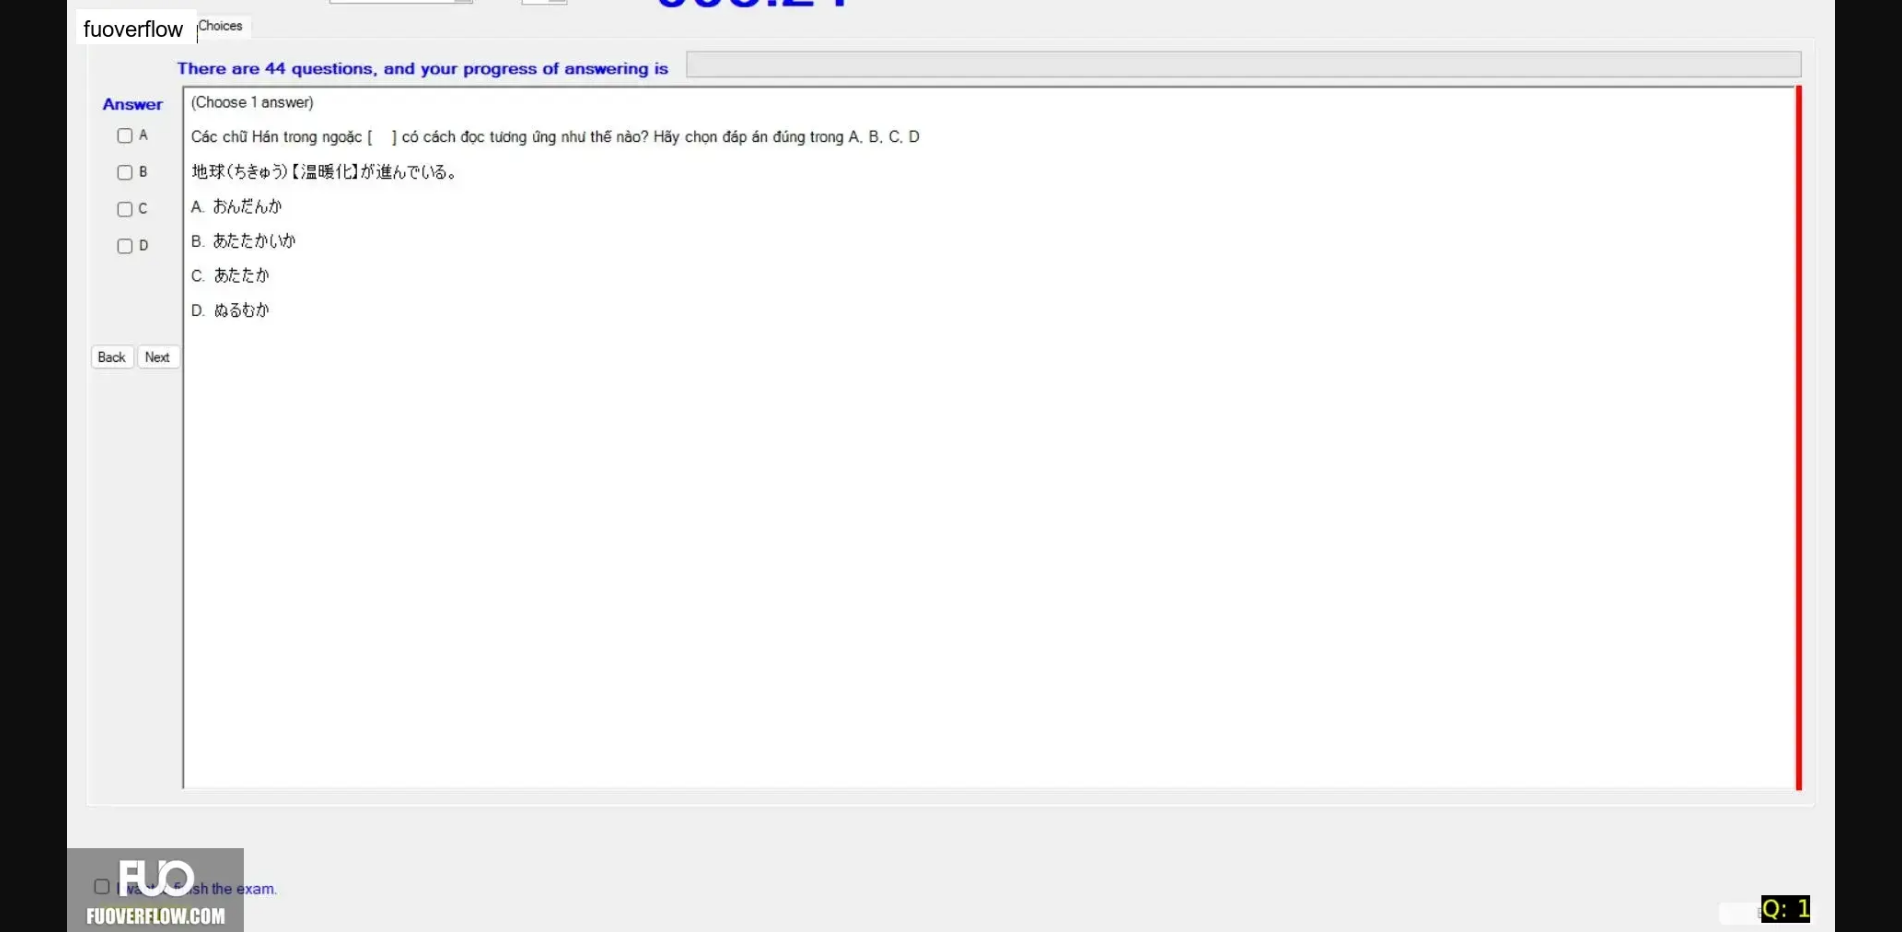 fuoverflow
Choices
There are 44 questions, and your progress of answering is
Answer
(Choose 1 answer)
A
Các chữ Hán trong ngoặc [ ] có cách đọc tương ứng như thế nào? Hãy chọn đáp án đúng trong A, B, C, D
B
地球(ちきゅう)【温暖化】が進んでいる。
C
A. おんだんか
D
B. あたたかいか
C. あたたか
D. ぬるむか
Back Next
FUO
the exam.
FUOVERFLOW.COM
Q: 1